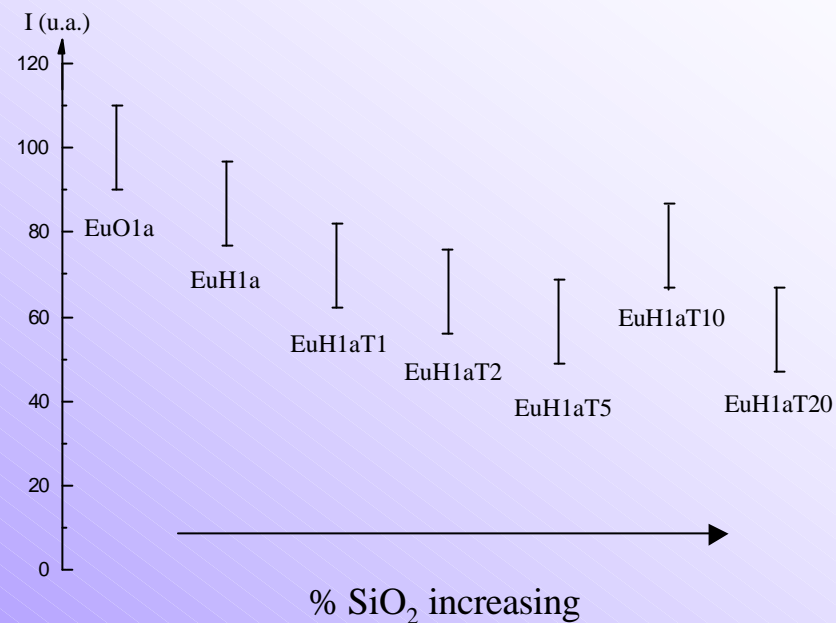 I (u.a.)
120
100
80
60
40
20
0
EuO1a
EuH1a
EuH1aT1
EuH1aT2
EuH1aT5
EuH1aT10
EuH1aT20
% SiO₂ increasing